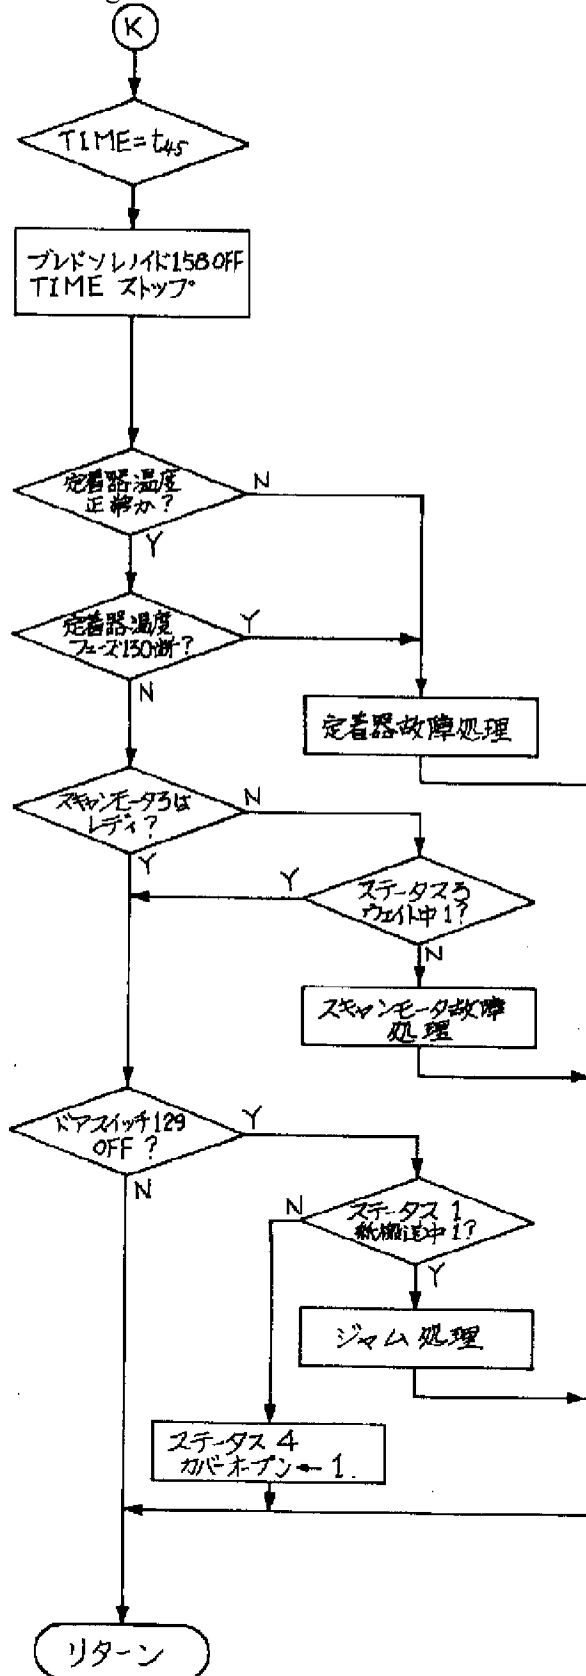 K
TIME=t45
ブレドソレノイド158OFF
TIME ストップ
定着器温度
正常か?
N
Y
定着器温度
フューズ130断?
Y
N
定着器故障処理
スキャンモータ3は
レディ?
N
Y
ステータス3
ウェイト中1?
Y
N
スキャンモータ故障
処理
ドアスイッチ129
OFF ?
Y
N
ステータス 1
紙搬送中1?
N
Y
ジャム処理
ステータス 4
カバーオープン←1.
リターン